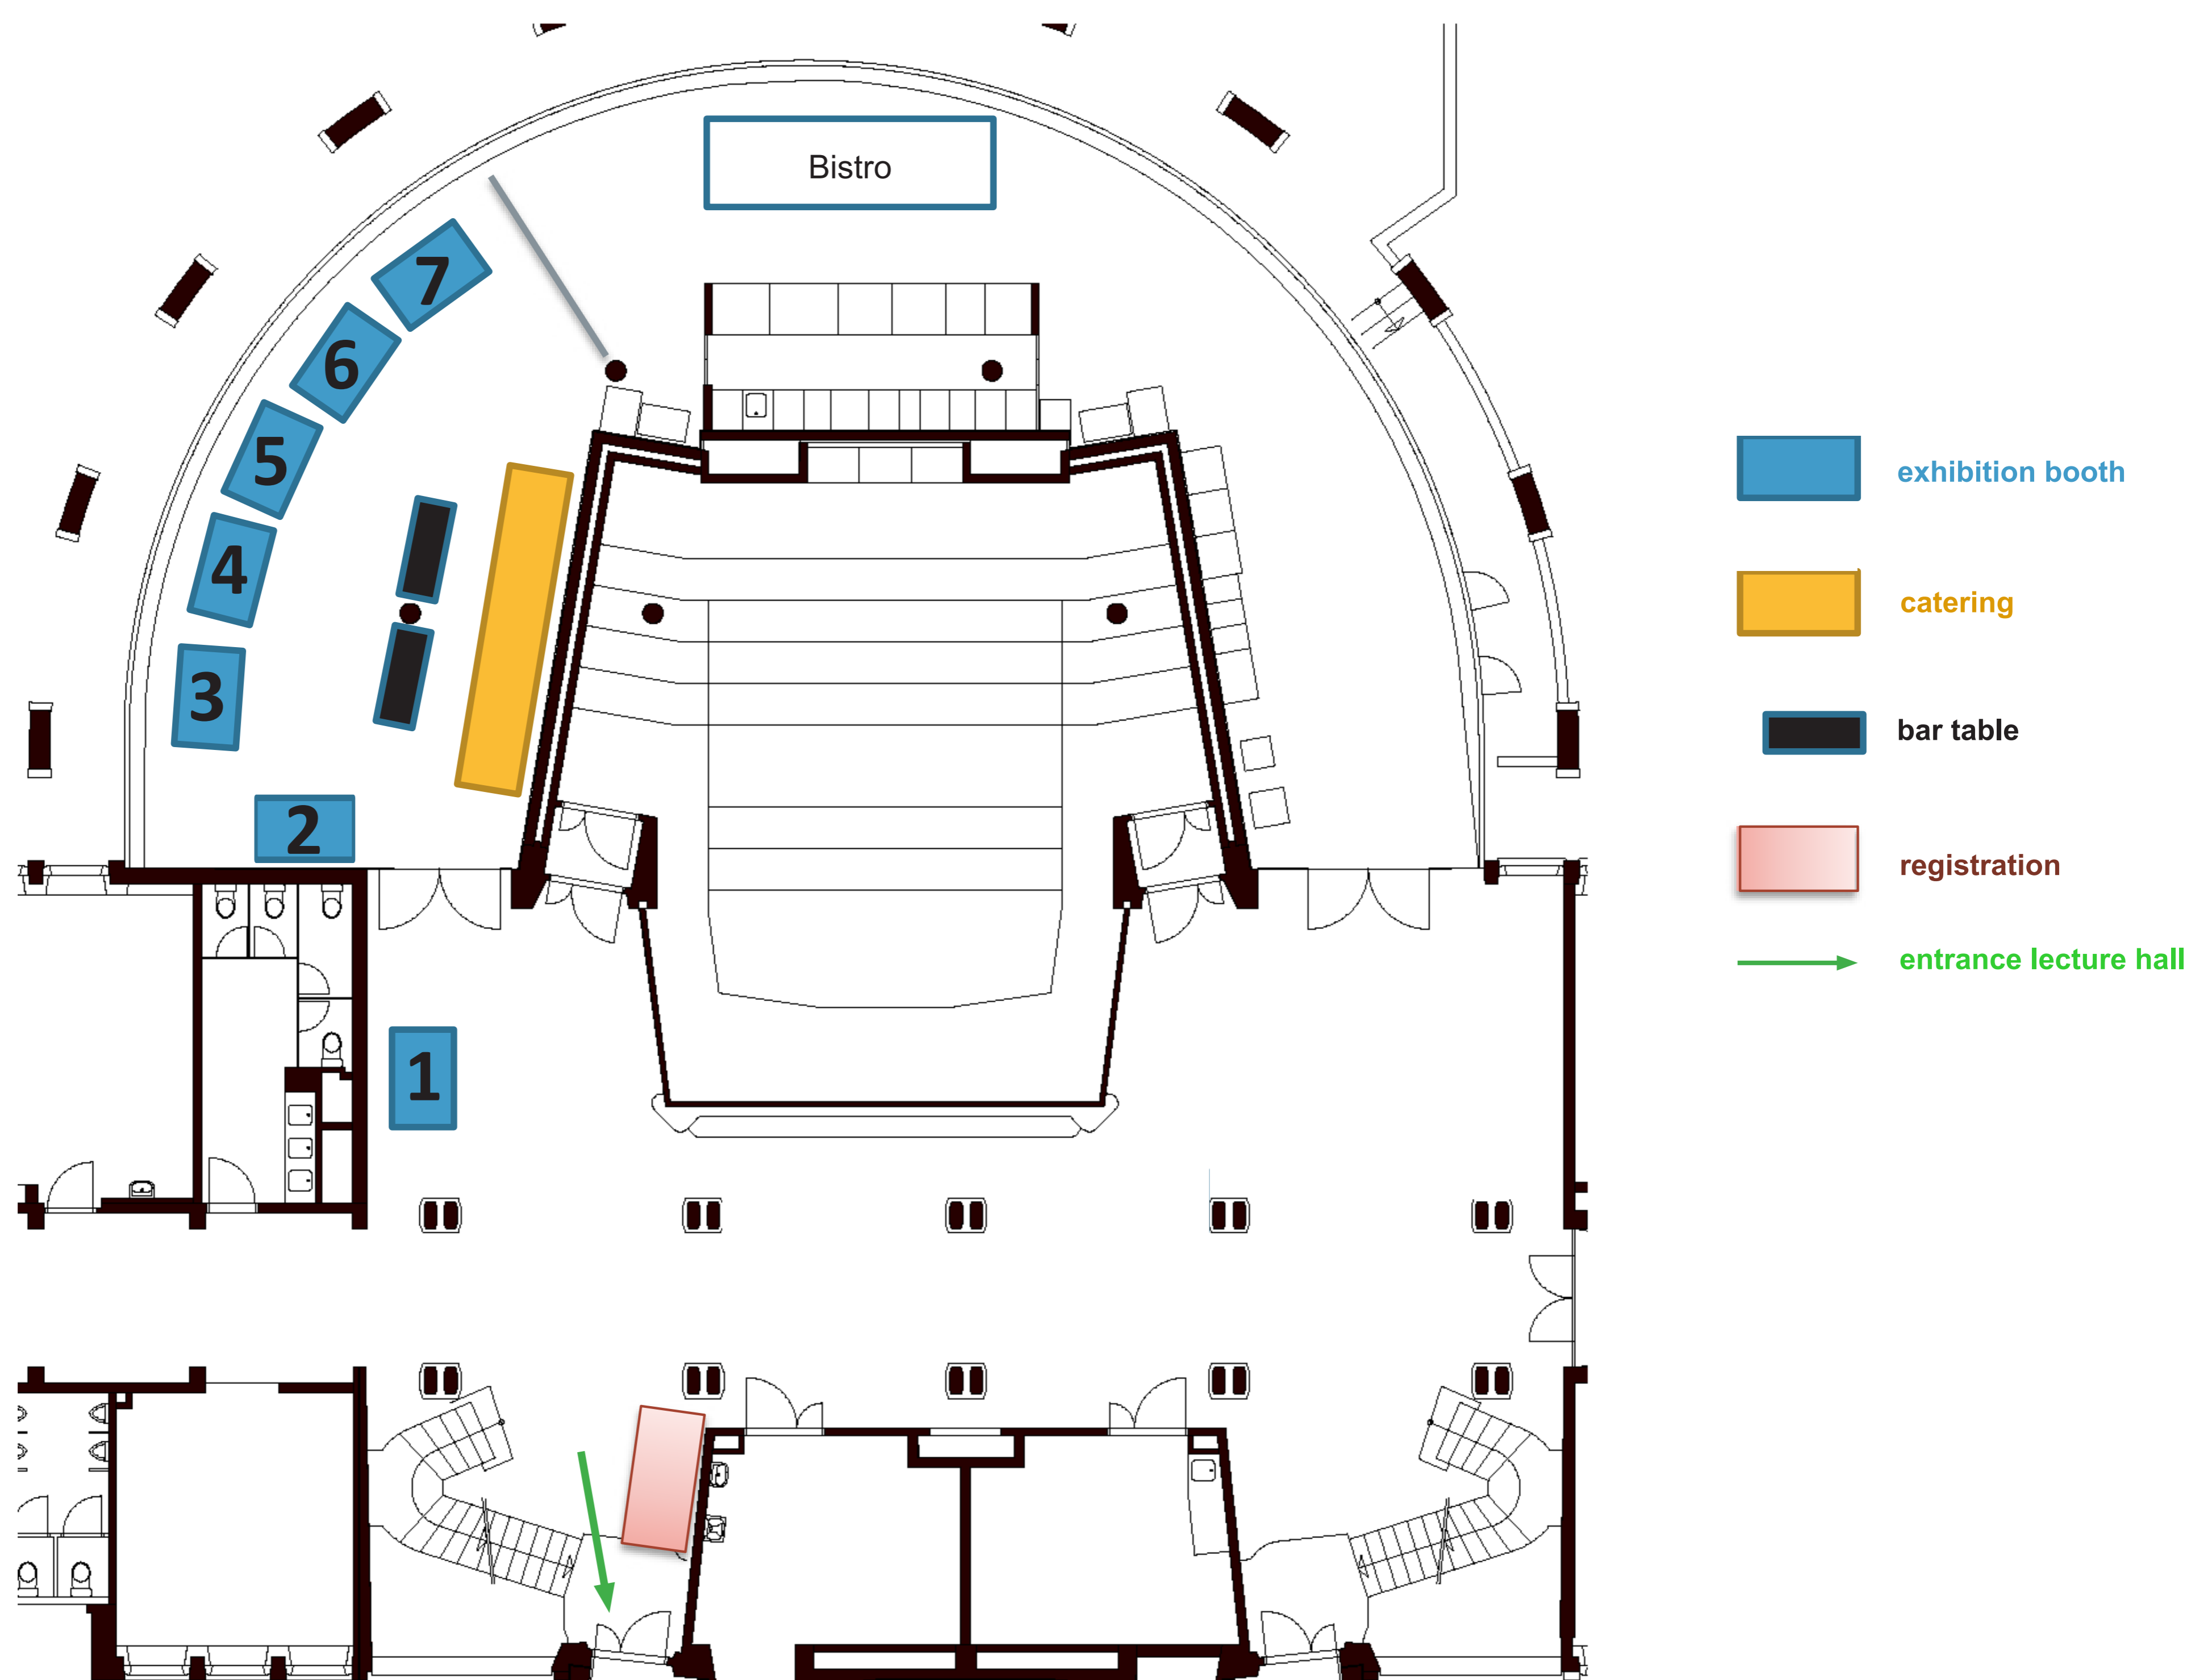 Bistro
7
6
5
4
3
2
1
exhibition booth
catering
bar table
registration
entrance lecture hall